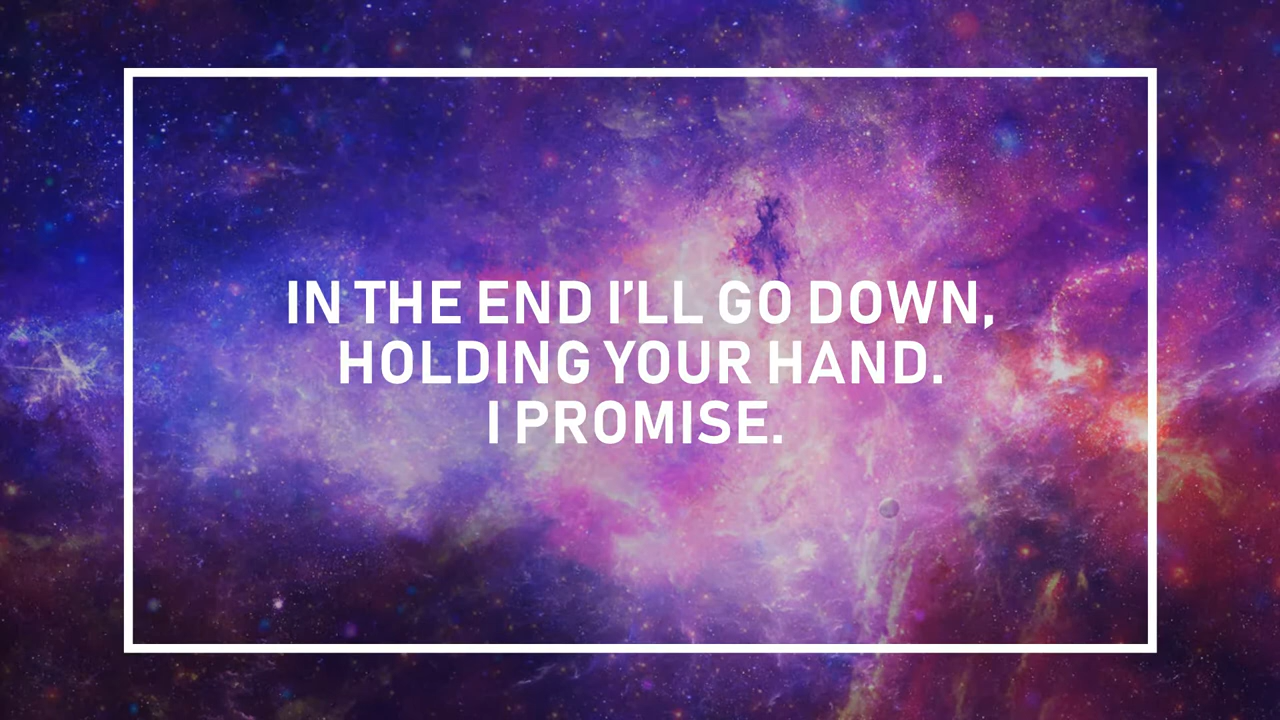 IN THE END I'LL GO DOWN,
HOLDING YOUR HAND.
I PROMISE.